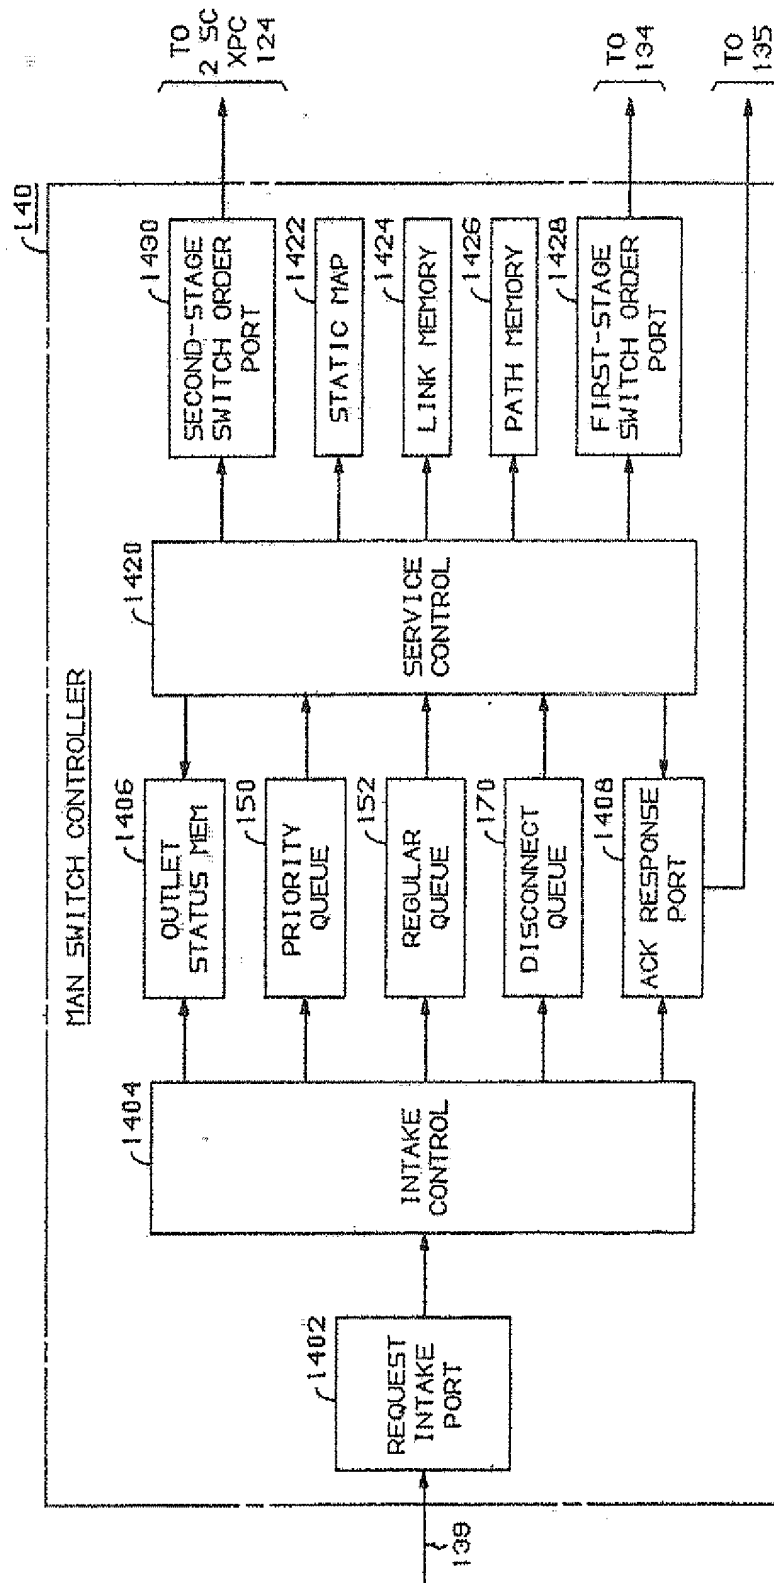 MAN SWITCH CONTROLLER
140
139
1402
REQUEST
INTAKE
PORT
1404
INTAKE
CONTROL
1406
OUTLET
STATUS MEM
150
PRIORITY
QUEUE
152
REGULAR
QUEUE
170
DISCONNECT
QUEUE
1408
ACK RESPONSE
PORT
1420
SERVICE
CONTROL
1430
SECOND-STAGE
SWITCH ORDER
PORT
1422
STATIC MAP
1424
LINK MEMORY
1426
PATH MEMORY
1428
FIRST-STAGE
SWITCH ORDER
PORT
TO
2 SC
XPC
124
TO
134
TO
135